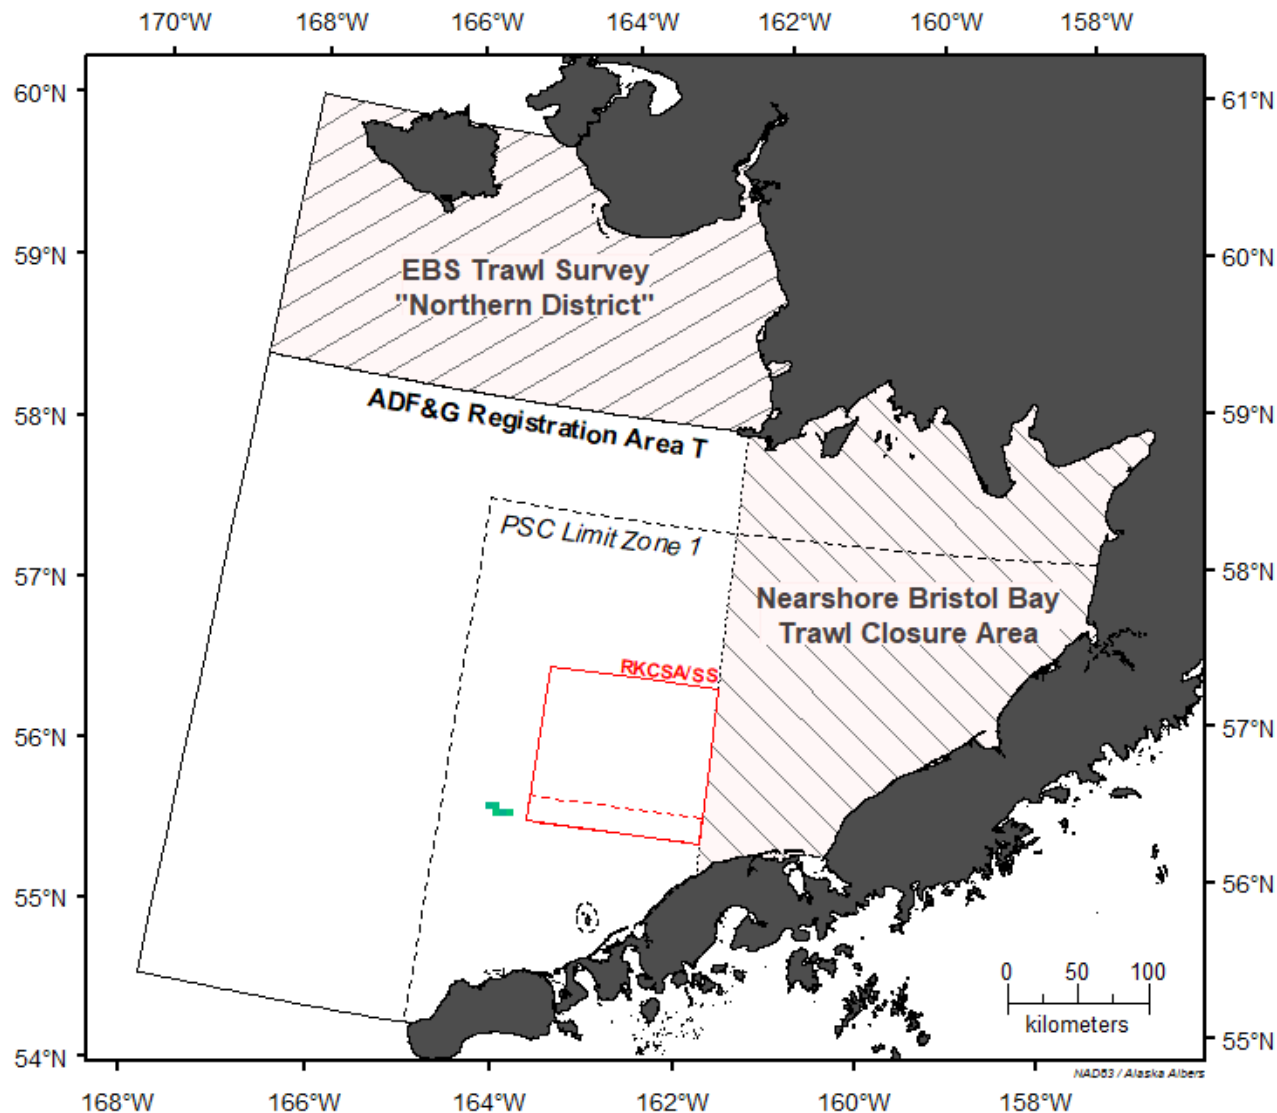 170°W 168°W 166°W 164°W 162°W 160°W 158°W
60°N
61°N
59°N
60°N
EBS Trawl Survey
"Northern District"
58°N
59°N
ADF&G Registration Area T
PSC Limit Zone 1
57°N
58°N
Nearshore Bristol Bay
Trawl Closure Area
RKCSA/SS
56°N
57°N
55°N
56°N
0 50 100
kilometers
54°N
55°N
NAD83 / Alaska Albers
168°W 166°W 164°W 162°W 160°W 158°W